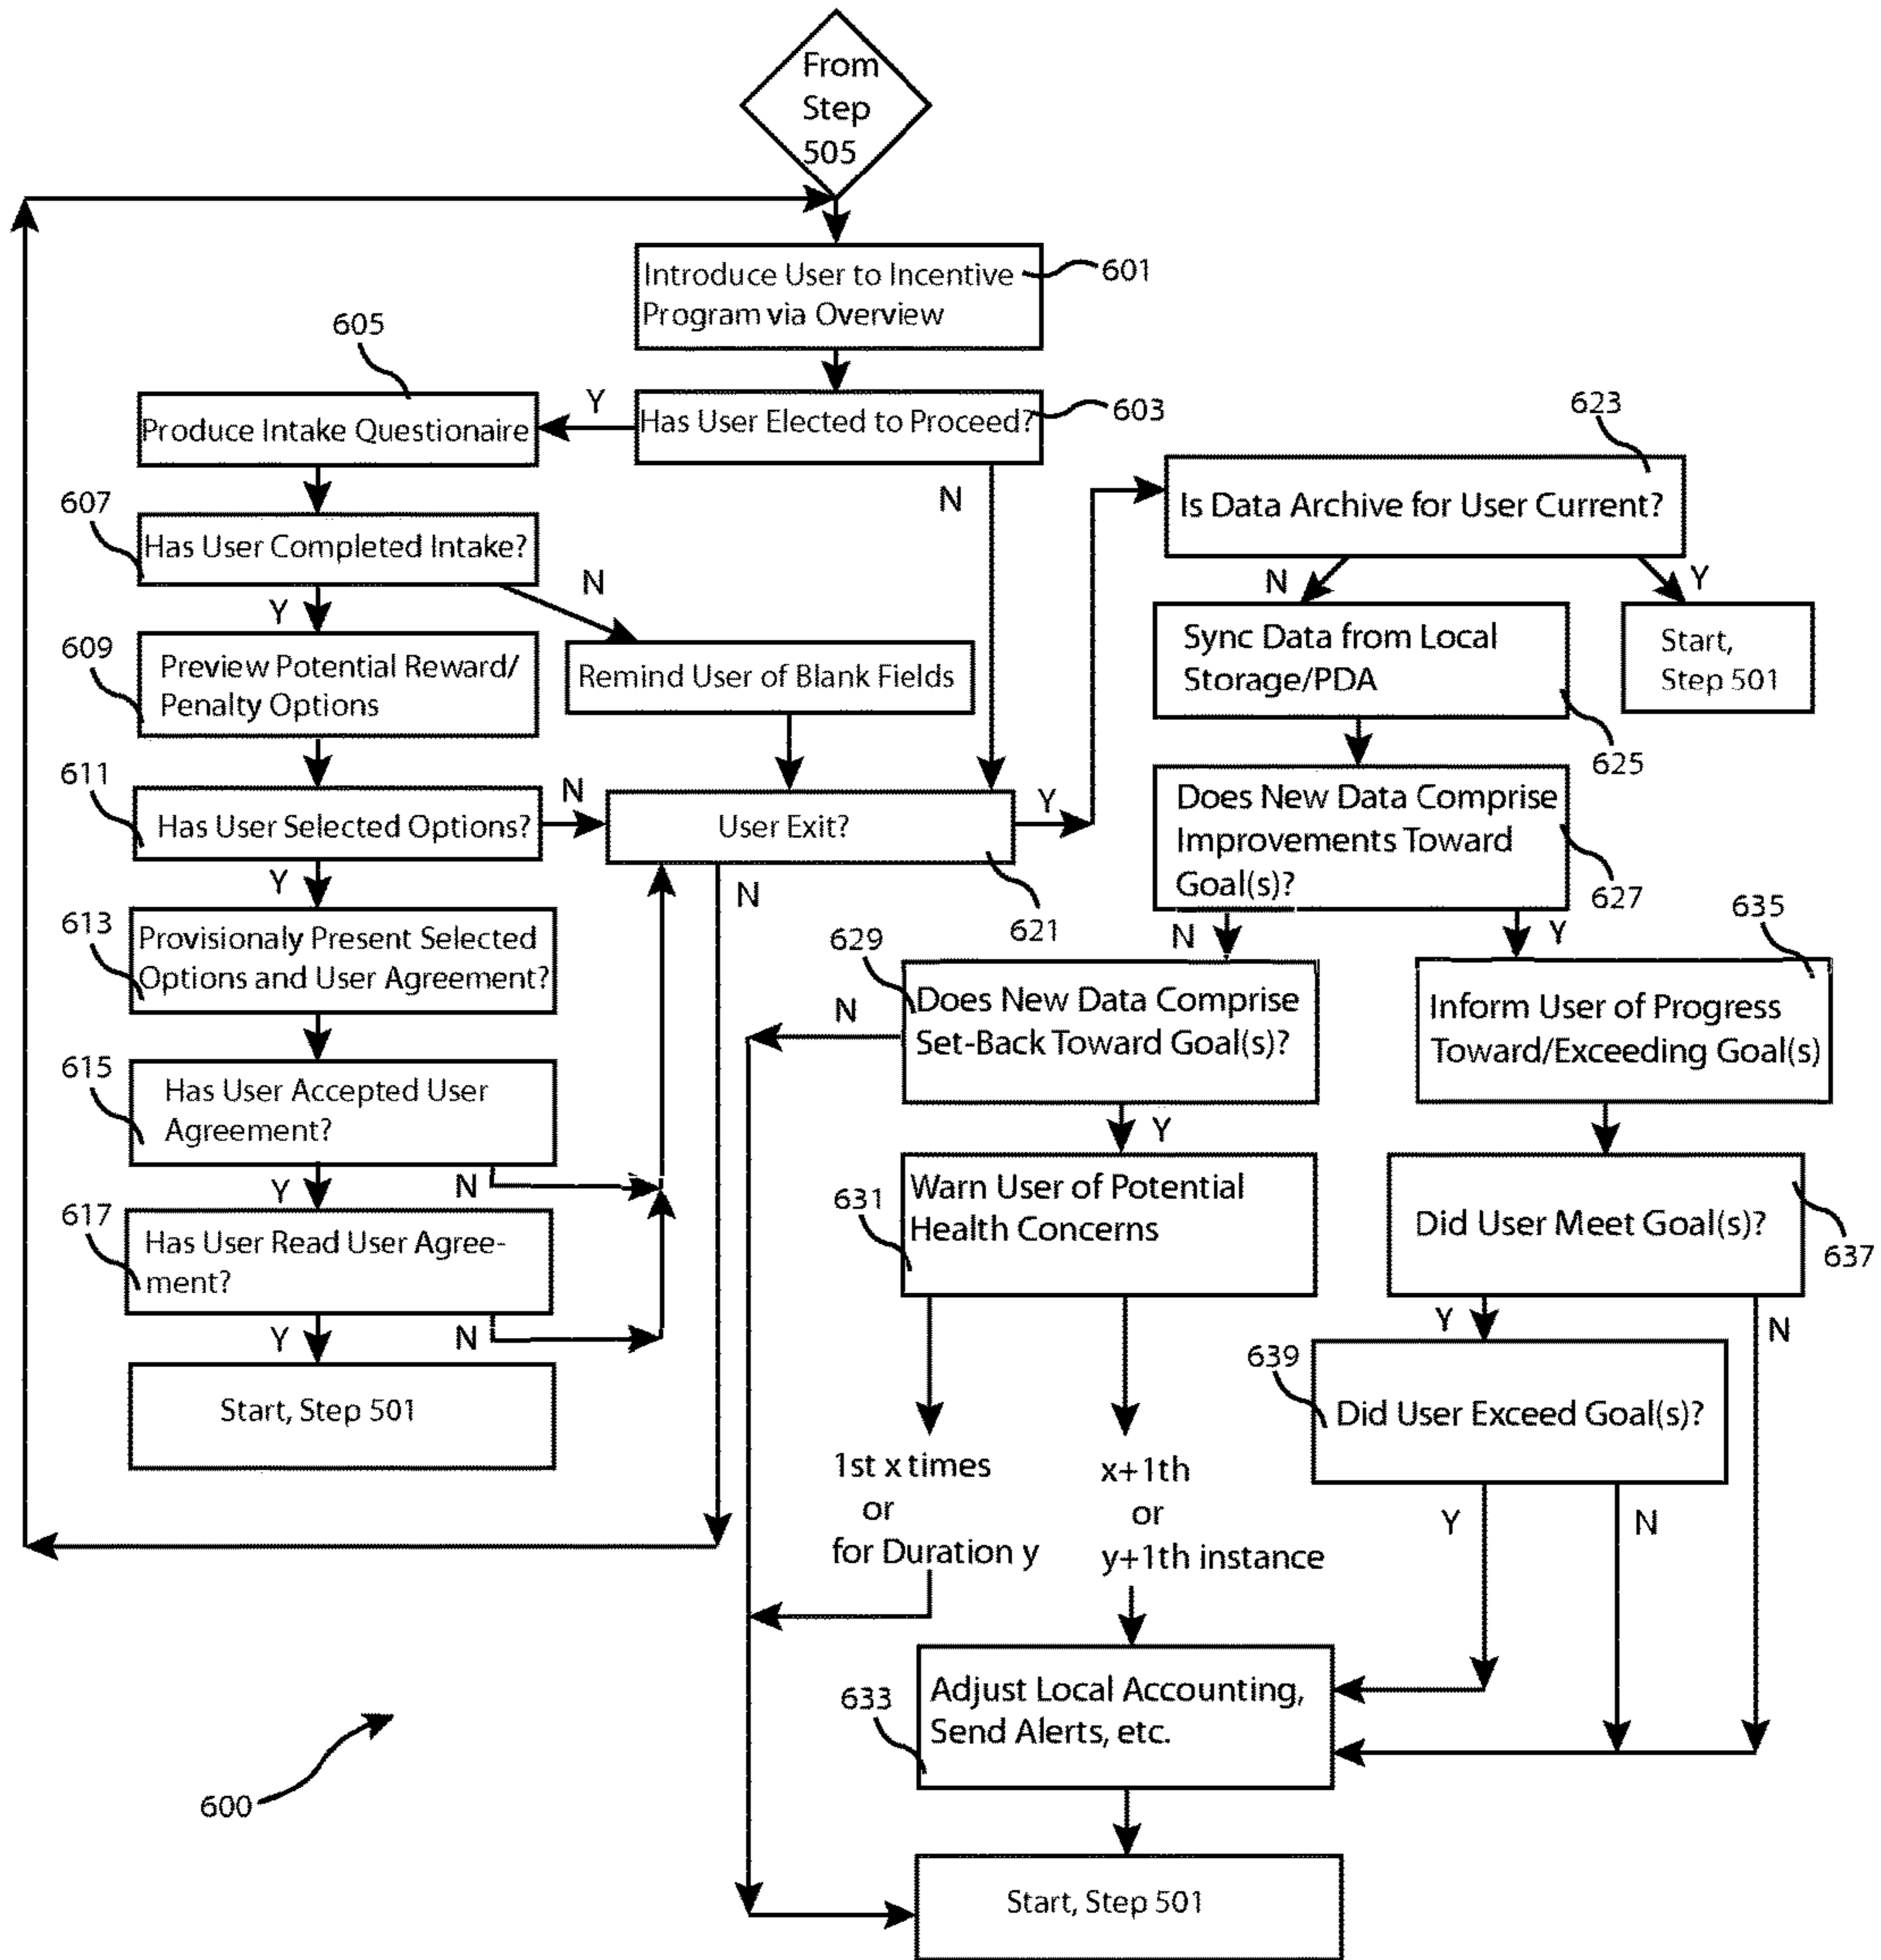 From
Step
505
Introduce User to Incentive
Program via Overview
601
605
Produce Intake Questionaire
Y
Has User Elected to Proceed?
603
N
623
Is Data Archive for User Current?
607
Has User Completed Intake?
N
Y
N
Y
609
Preview Potential Reward/
Penalty Options
Remind User of Blank Fields
Sync Data from Local
Storage/PDA
625
Start,
Step 501
611
Has User Selected Options?
N
User Exit?
Y
621
N
Y
Does New Data Comprise
Improvements Toward
Goal(s)?
627
613
Provisionaly Present Selected
Options and User Agreement?
N
Y
629
Does New Data Comprise
Set-Back Toward Goal(s)?
N
635
Inform User of Progress
Toward/Exceeding Goal(s)
615
Has User Accepted User
Agreement?
Y
N
Y
617
Has User Read User Agree-
ment?
631
Warn User of Potential
Health Concerns
Did User Meet Goal(s)?
637
Y
N
Y
N
Start, Step 501
639
Did User Exceed Goal(s)?
1st x times
or
for Duration y
x+1th
or
y+1th instance
Y
N
633
Adjust Local Accounting,
Send Alerts, etc.
600
Start, Step 501